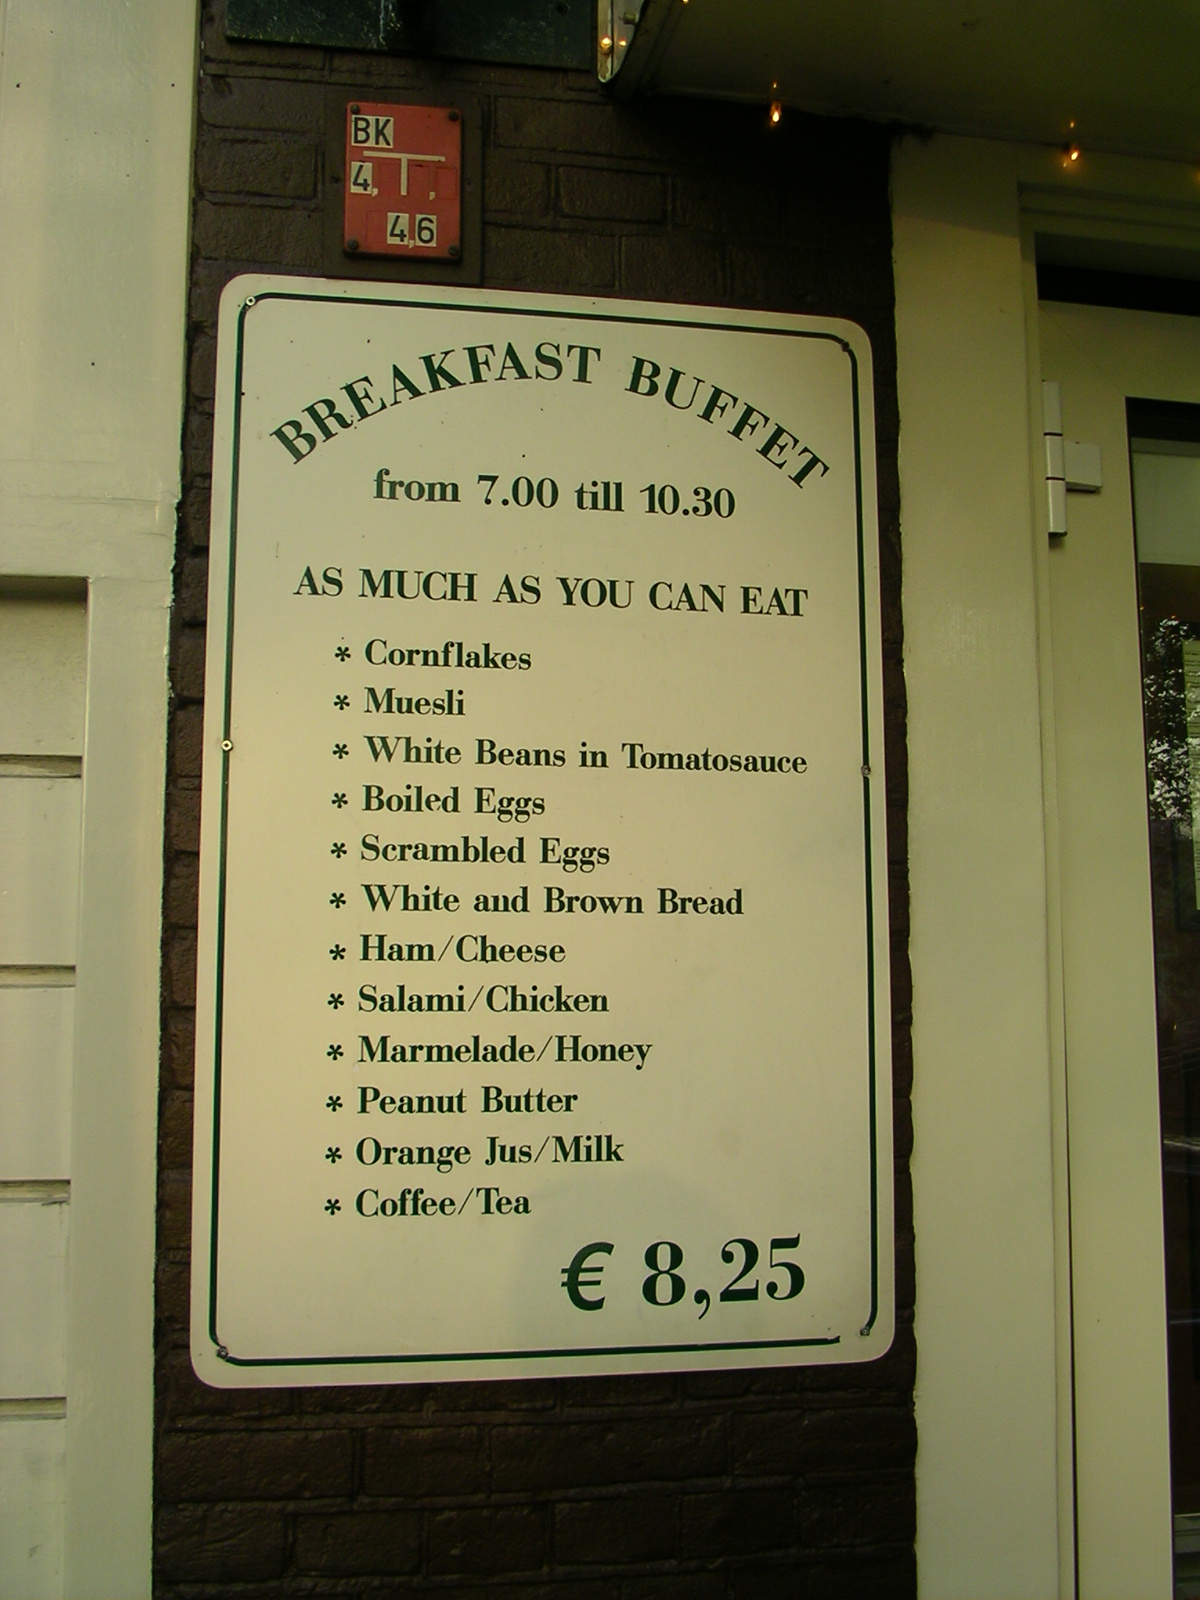 BK
4,
4,6
BREAKFAST BUFFET
from 7.00 till 10.30
AS MUCH AS YOU CAN EAT
* Cornflakes
* Muesli
* White Beans in Tomatosauce
* Boiled Eggs
* Scrambled Eggs
* White and Brown Bread
* Ham/Cheese
* Salami/Chicken
* Marmelade/Honey
* Peanut Butter
* Orange Jus/Milk
* Coffee/Tea
€ 8,25